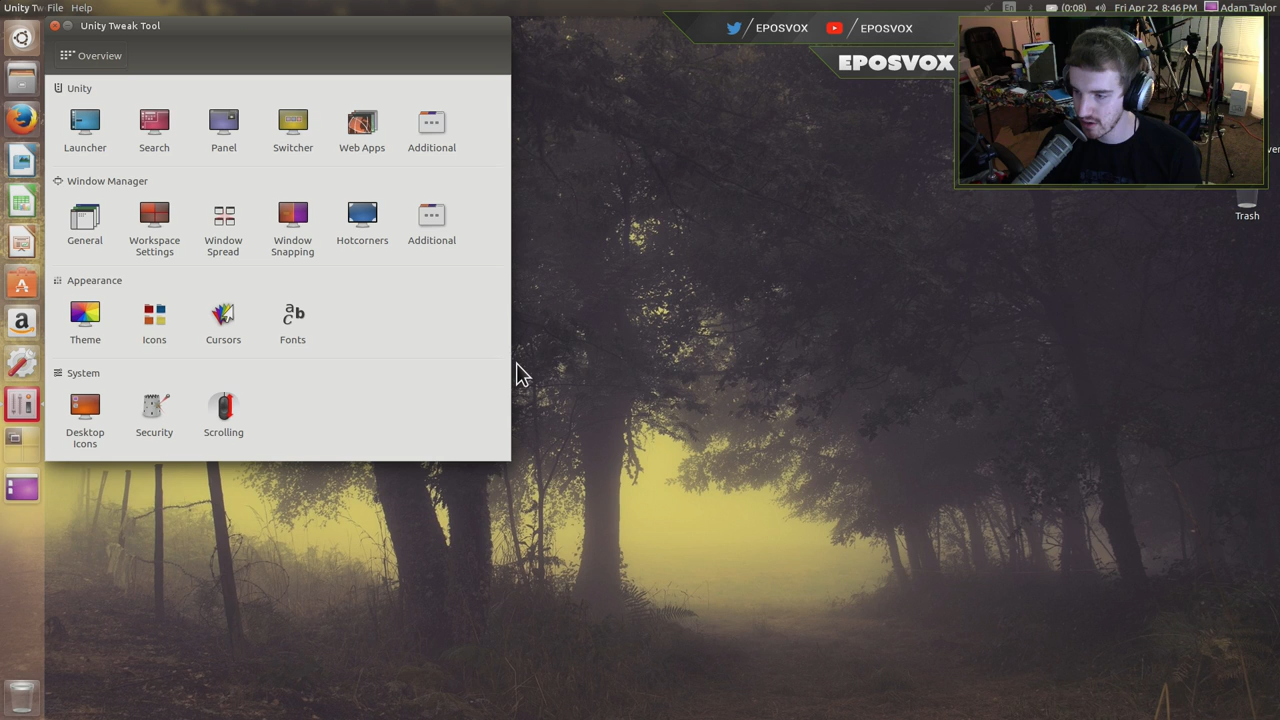 Unity Tw File Help
En (0:08) Fri Apr 22 8:46 PM Adam Taylor
Unity Tweak Tool
Overview
Unity
Launcher Search Panel Switcher Web Apps Additional
Window Manager
General Workspace Settings Window Spread Window Snapping Hotcorners Additional
Appearance
Theme Icons Cursors Fonts
System
Desktop Icons Security Scrolling
EPOSVOX EPOSVOX
EPOSVOX
Trash